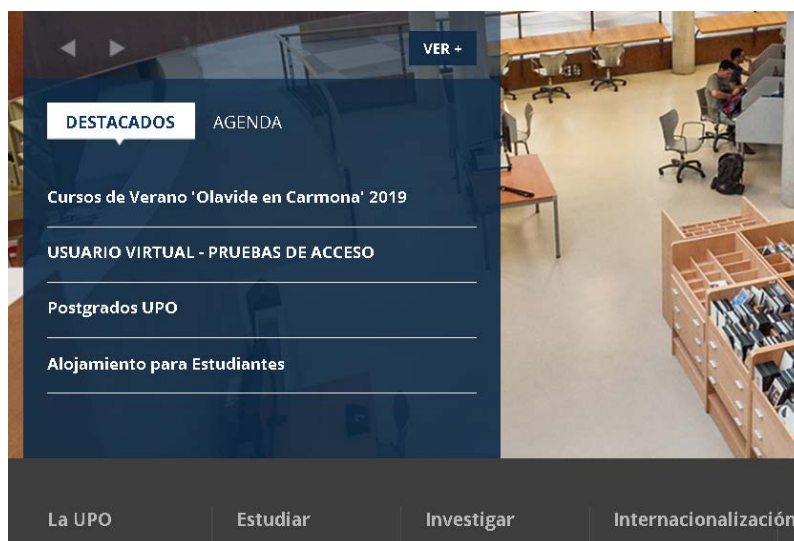 VER +
DESTACADOS AGENDA
Cursos de Verano 'Olavide en Carmona' 2019
USUARIO VIRTUAL - PRUEBAS DE ACCESO
Postgrados UPO
Alojamiento para Estudiantes
La UPO Estudiar Investigar Internacionalización